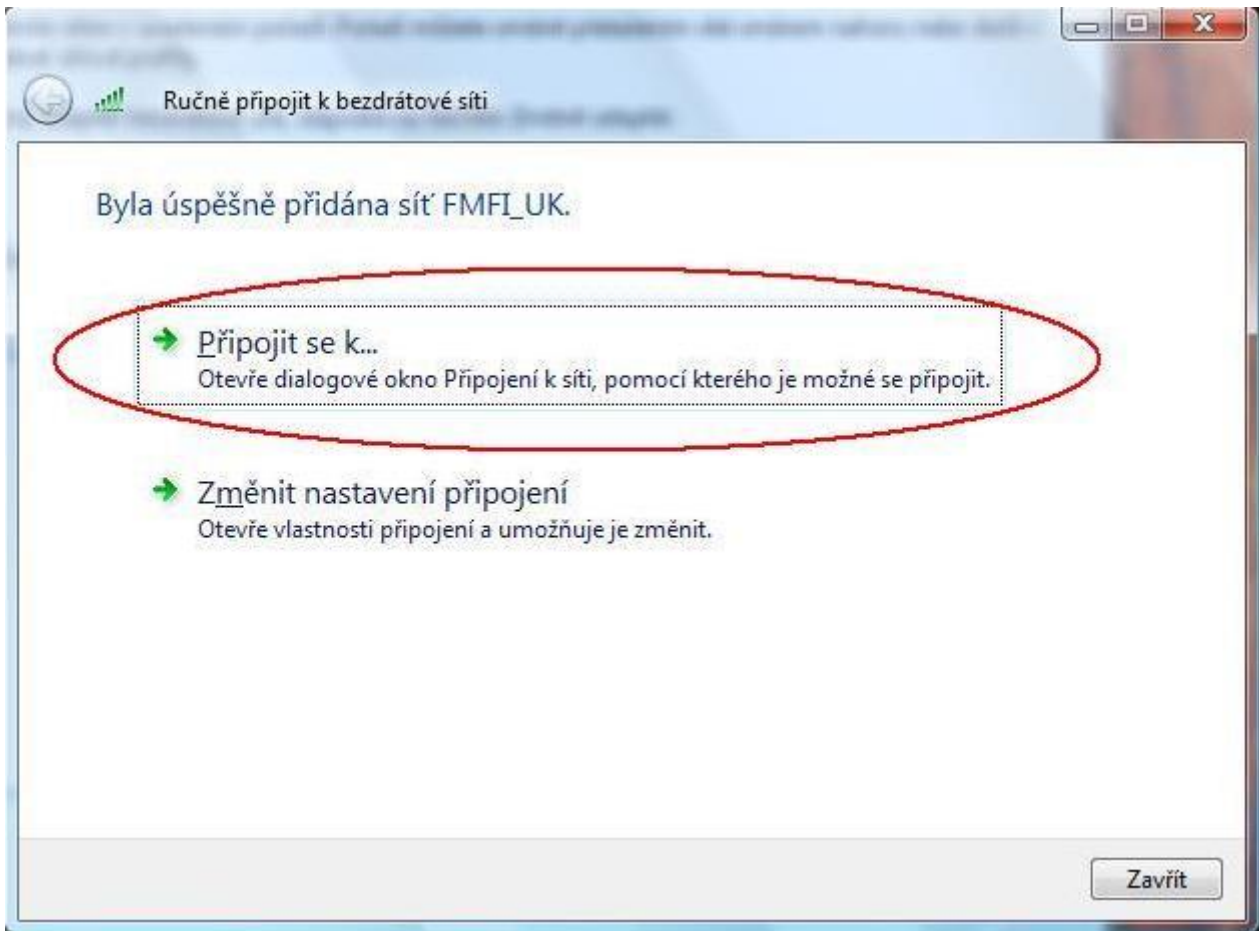 Ručně připojit k bezdrátové síti
Byla úspěšně přidána síť FMFI_UK.
Připojit se k...
Otevře dialogové okno Připojení k síti, pomocí kterého je možné se připojit.
Změnit nastavení připojení
Otevře vlastnosti připojení a umožňuje je změnit.
Zavřít